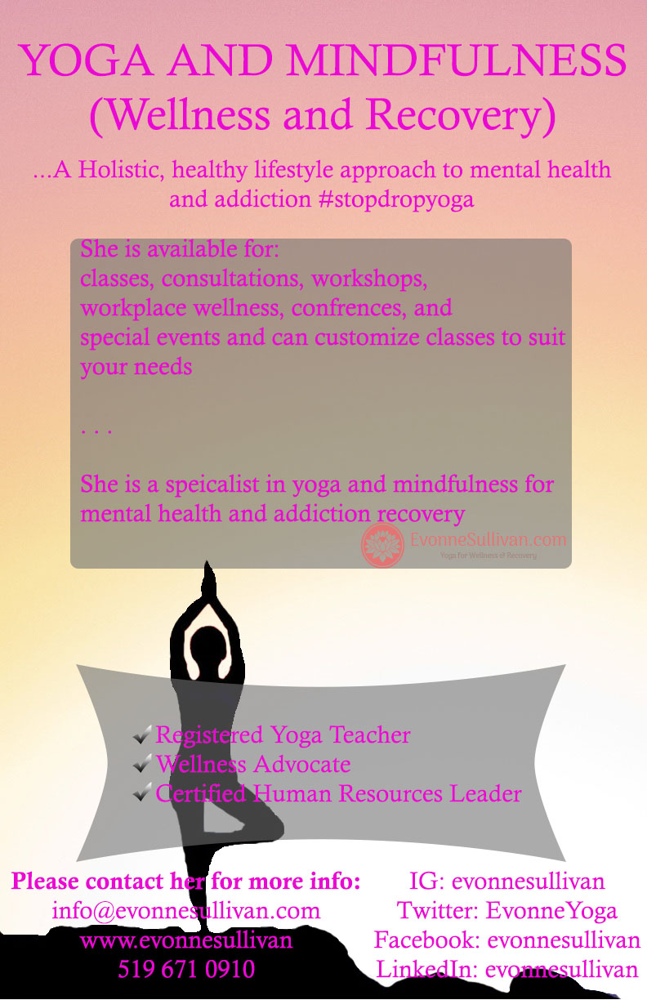 YOGA AND MINDFULNESS
(Wellness and Recovery)
...A Holistic, healthy lifestyle approach to mental health
and addiction #stopdropyoga
She is available for:
classes, consultations, workshops,
workplace wellness, confrences, and
special events and can customize classes to suit
your needs
. . .
She is a speicalist in yoga and mindfulness for
mental health and addiction recovery
EvonneSullivan.com
Yoga for Wellness & Recovery
Registered Yoga Teacher
Wellness Advocate
Certified Human Resources Leader
Please contact her for more info:
info@evonnesullivan.com
www.evonnesullivan
519 671 0910
IG: evonnesullivan
Twitter: EvonneYoga
Facebook: evonnesullivan
LinkedIn: evonnesullivan